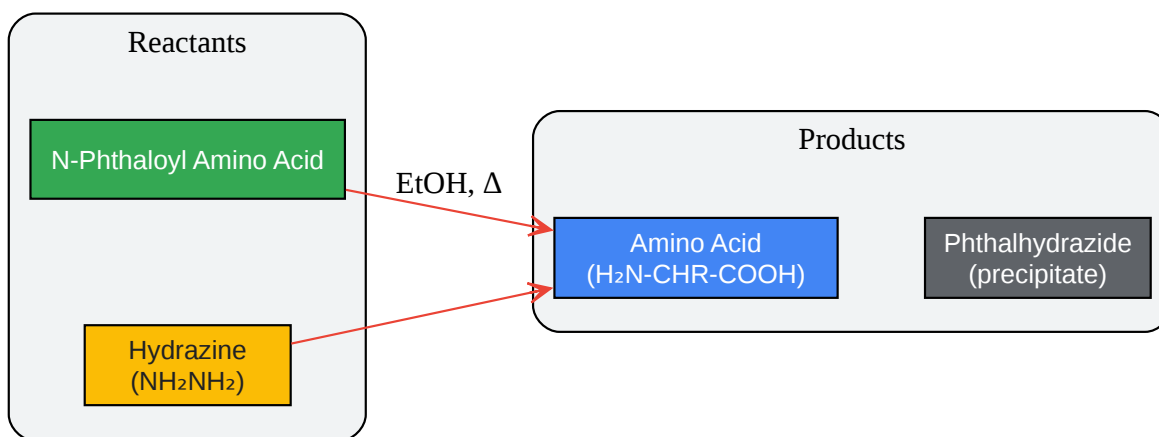 Reactants
N-Phthaloyl Amino Acid
Hydrazine
(NH₂NH₂)
EtOH, Δ
Products
Amino Acid
(H₂N-CHR-COOH)
Phthalhydrazide
(precipitate)